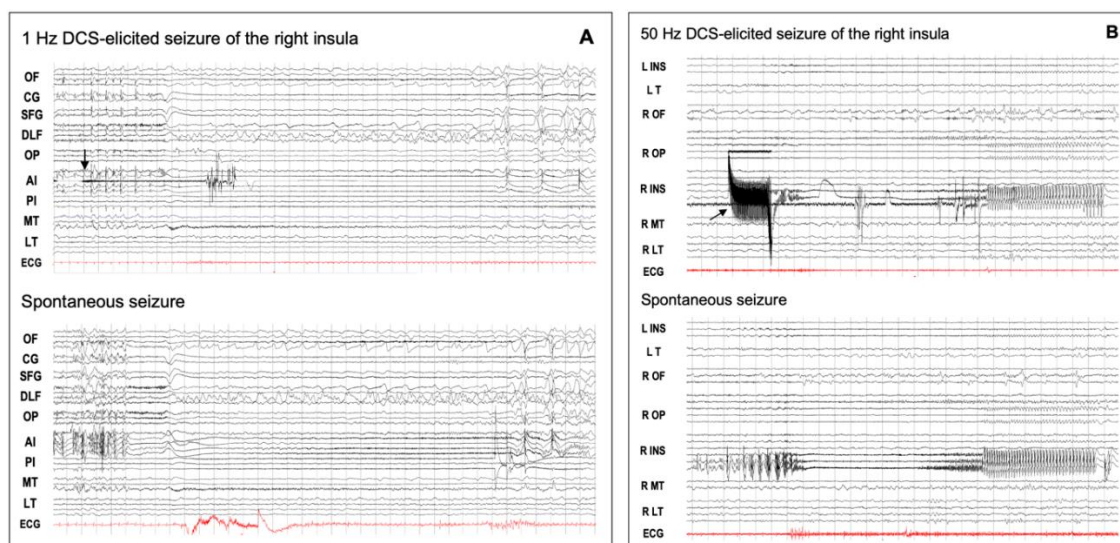 1 Hz DCS-elicited seizure of the right insula
A
OF
CG
SFG
DLF
OP
AI
PI
MT
LT
ECG
Spontaneous seizure
OF
CG
SFG
DLF
OP
AI
PI
MT
LT
ECG
50 Hz DCS-elicited seizure of the right insula
B
L INS
L T
R OF
R OP
R INS
R MT
R LT
ECG
Spontaneous seizure
L INS
L T
R OF
R OP
R INS
R MT
R LT
ECG